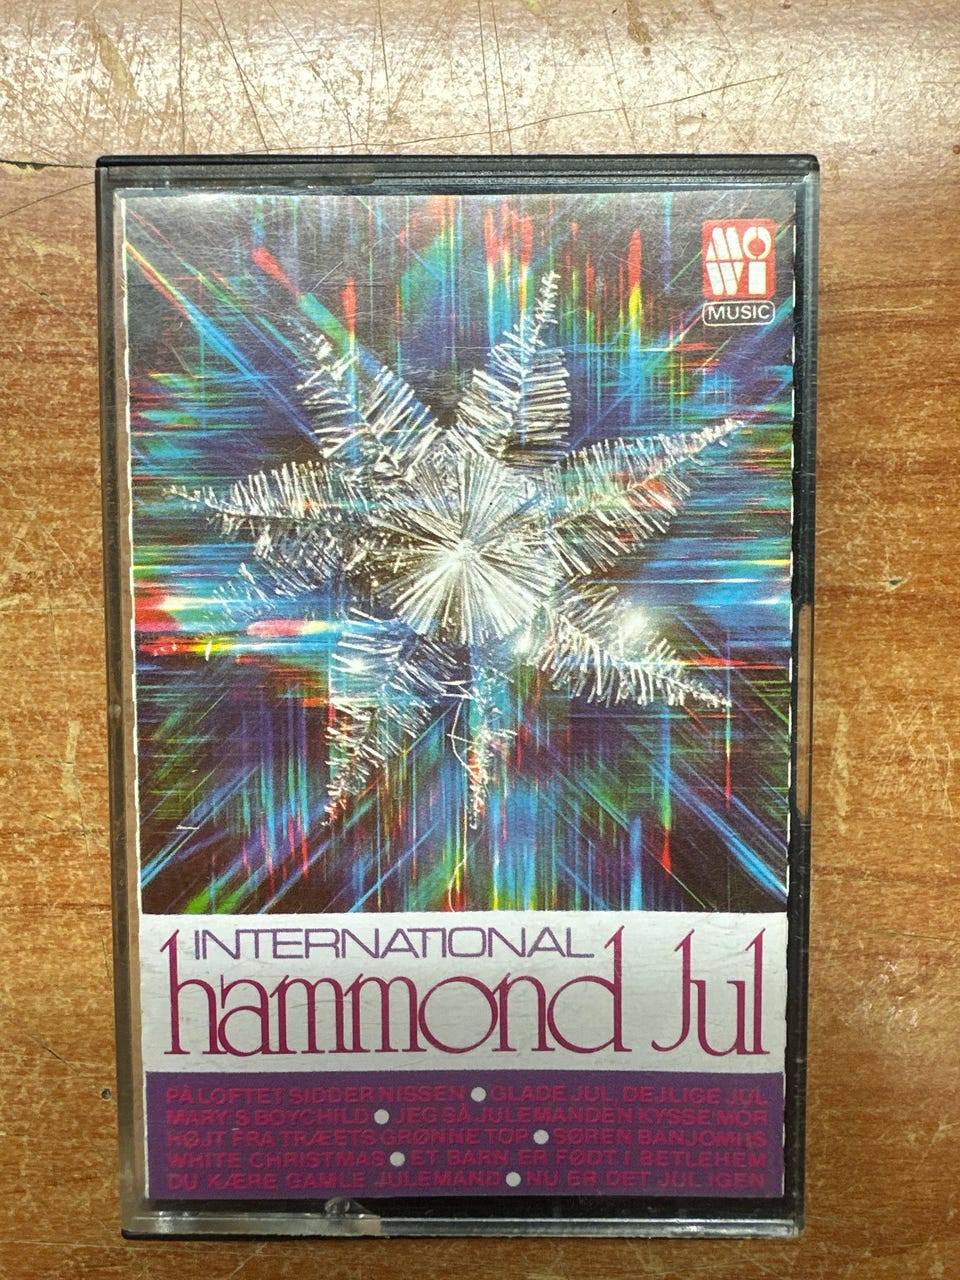 MOWI
MUSIC
INTERNATIONAL
hammond Jul
PÅ LOFTET SIDDER NISSEN ● GLADE JUL, DEJLIGE JUL
MARY'S BOYCHILD ● JEG SÅ JULEMANDEN KYSSE MOR
HØJT FRA TRÆETS GRØNNE TOP ● SØREN BANJOMUS
WHITE CHRISTMAS ● ET BARN ER FØDT I BETLEHEM
DU KÆRE GAMLE JULEMAND ● NU ER DET JUL IGEN